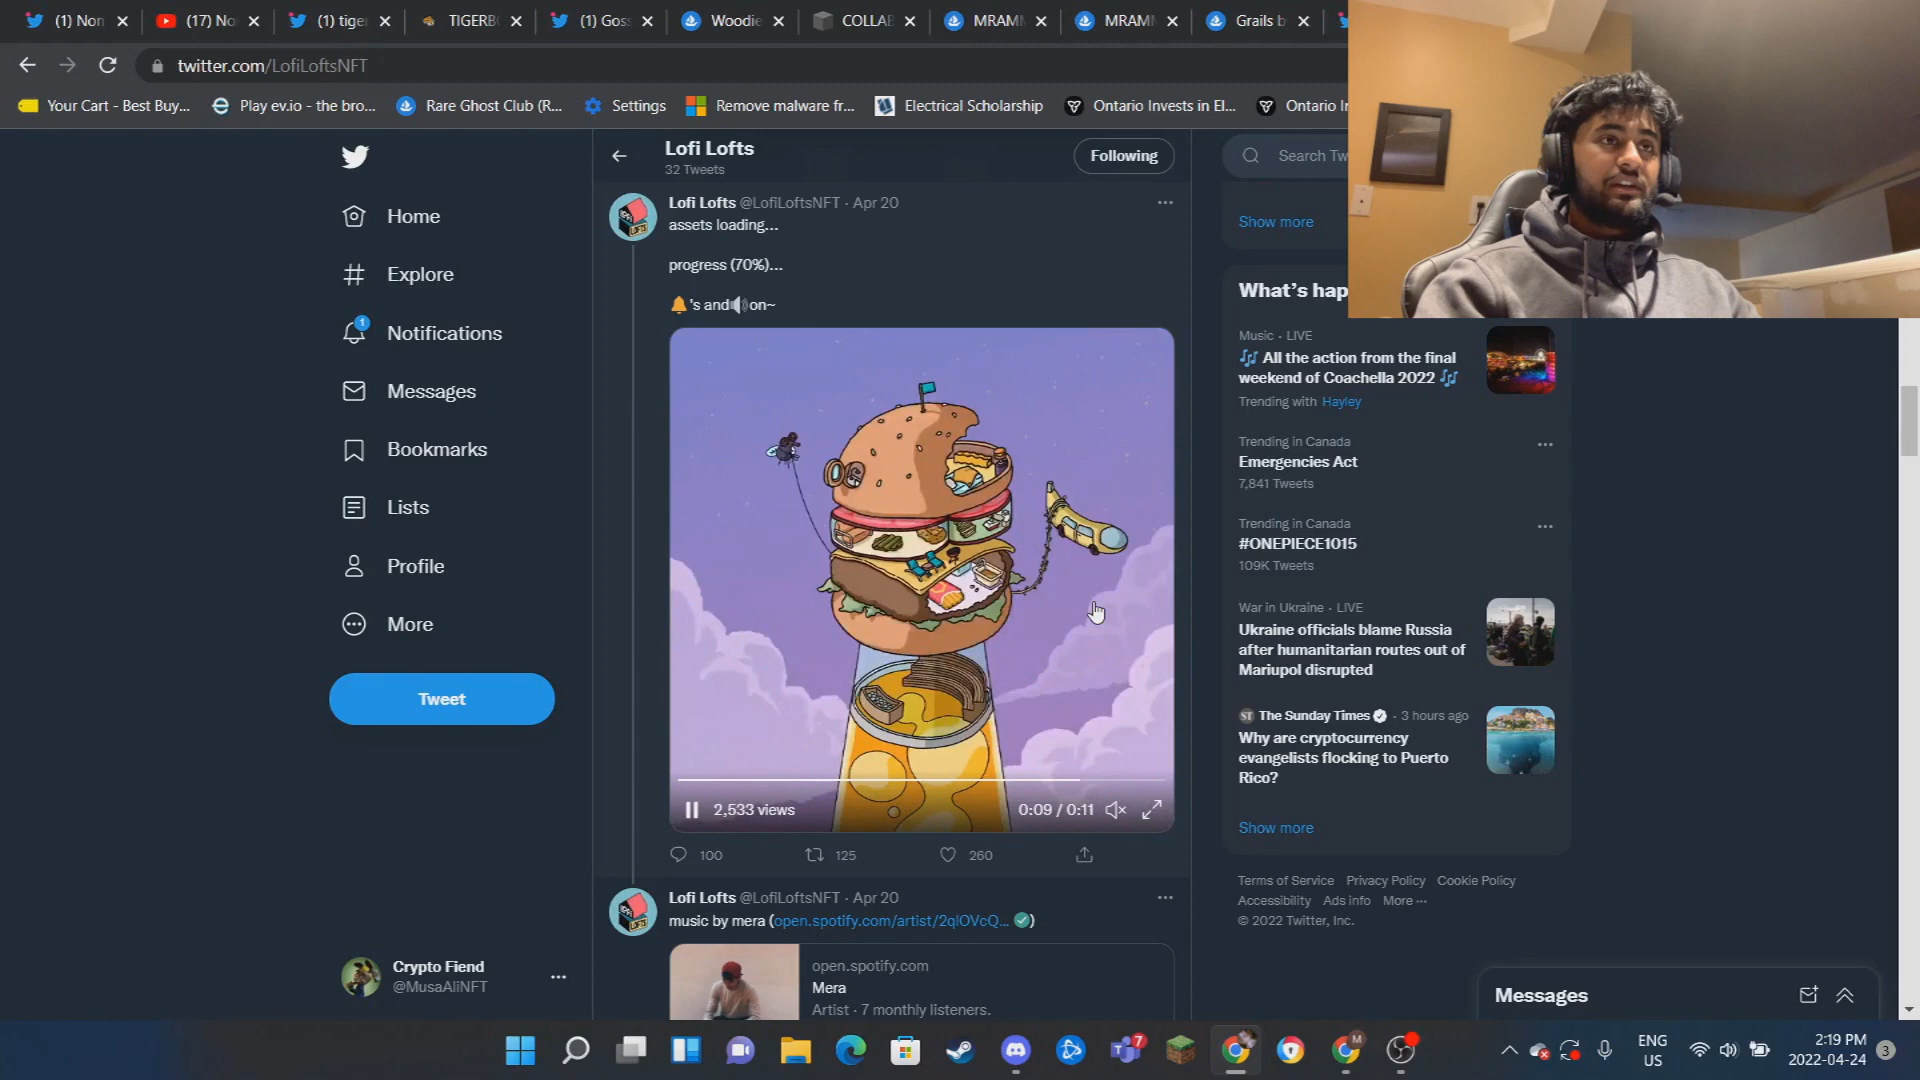 (1) Non
(17) No
(1) tige
TIGERB
(1) Gos
Woodie
COLLAB
MRAMM
MRAMM
Grails b
twitter.com/LofiLoftsNFT
Your Cart - Best Buy...
Play ev.io - the bro...
Rare Ghost Club (R...
Settings
Remove malware fr...
Electrical Scholarship
Ontario Invests in El...
Ontario I
Home
Explore
1
Notifications
Messages
Bookmarks
Lists
Profile
More
Tweet
Crypto Fiend
@MusaAliNFT
Lofi Lofts
32 Tweets
Following
Lofi Lofts @LofiLoftsNFT · Apr 20
assets loading...
progress (70%)...
🔔's and🔊on~
2,533 views
0:09 / 0:11
100
125
260
Lofi Lofts @LofiLoftsNFT · Apr 20
music by mera (open.spotify.com/artist/2qlOVcQ... )
open.spotify.com
Mera
Artist · 7 monthly listeners.
Search Tw
Show more
What's hap
Music · LIVE
🎶 All the action from the final
weekend of Coachella 2022 🎶
Trending with Hayley
Trending in Canada
Emergencies Act
7,841 Tweets
Trending in Canada
#ONEPIECE1015
109K Tweets
War in Ukraine · LIVE
Ukraine officials blame Russia
after humanitarian routes out of
Mariupol disrupted
ST The Sunday Times · 3 hours ago
Why are cryptocurrency
evangelists flocking to Puerto
Rico?
Show more
Terms of Service Privacy Policy Cookie Policy
Accessibility Ads info More ···
© 2022 Twitter, Inc.
Messages
7
M
ENG
US
2:19 PM
2022-04-24
3